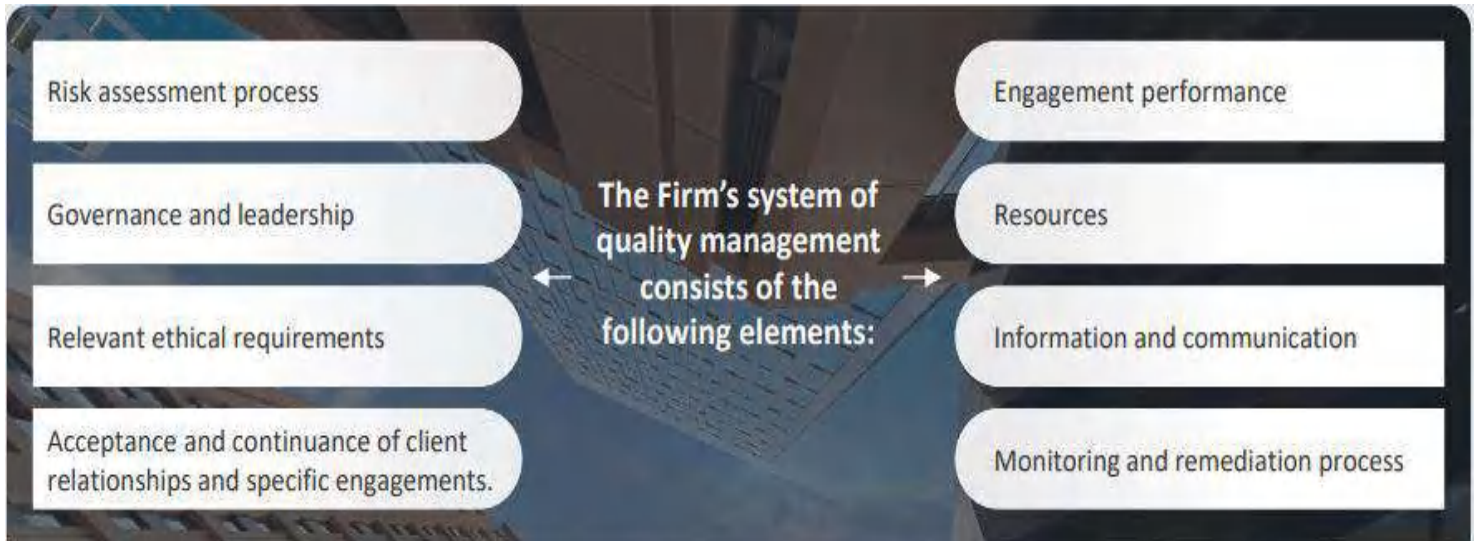 Risk assessment process
Governance and leadership
Relevant ethical requirements
Acceptance and continuance of client
relationships and specific engagements.
The Firm’s system of
quality management
consists of the
following elements:
Engagement performance
Resources
Information and communication
Monitoring and remediation process